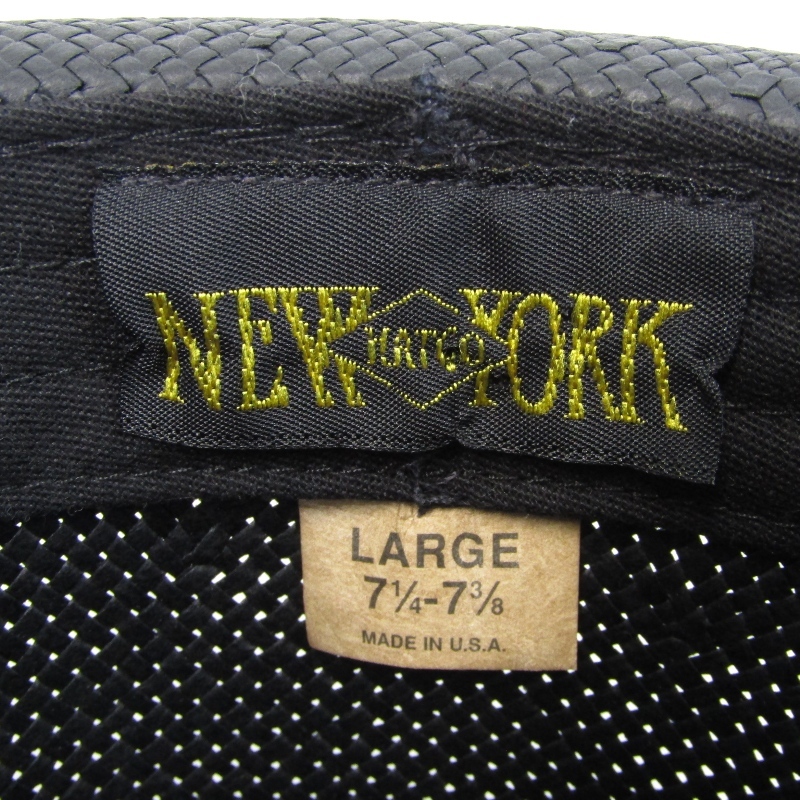 NEW HATCO YORK
LARGE
7¼-7⅜
MADE IN U.S.A.